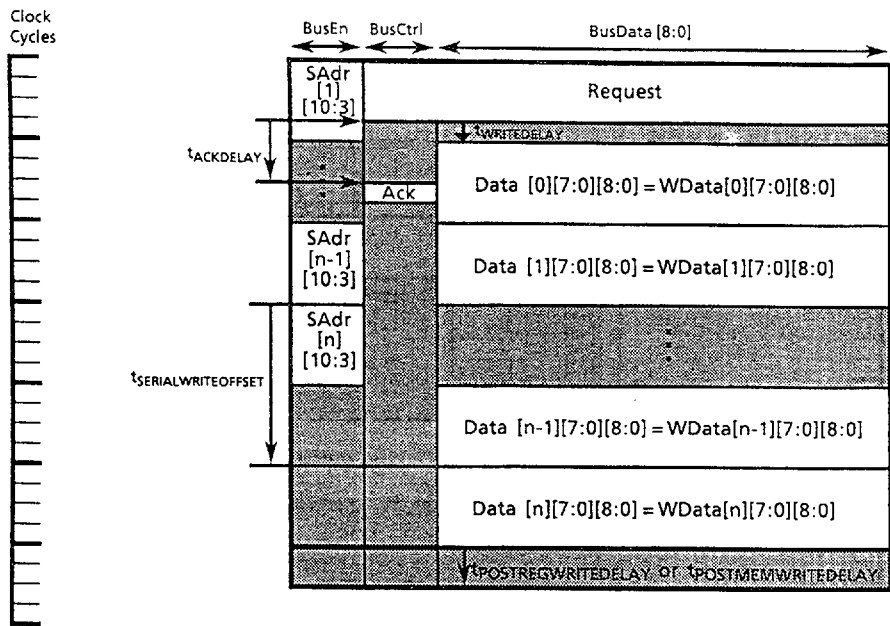 Clock
Cycles
BusEn
BusCtrl
BusData [8:0]
SAdr
[1]
[10:3]
Request
tWRITEDELAY
tACKDELAY
Ack
Data [0][7:0][8:0] = WData[0][7:0][8:0]
SAdr
[n-1]
[10:3]
Data [1][7:0][8:0] = WData[1][7:0][8:0]
SAdr
[n]
[10:3]
tSERIALWRITEOFFSET
Data [n-1][7:0][8:0] = WData[n-1][7:0][8:0]
Data [n][7:0][8:0] = WData[n][7:0][8:0]
tPOSTREGWRITEDELAY or tPOSTMEMWRITEDELAY